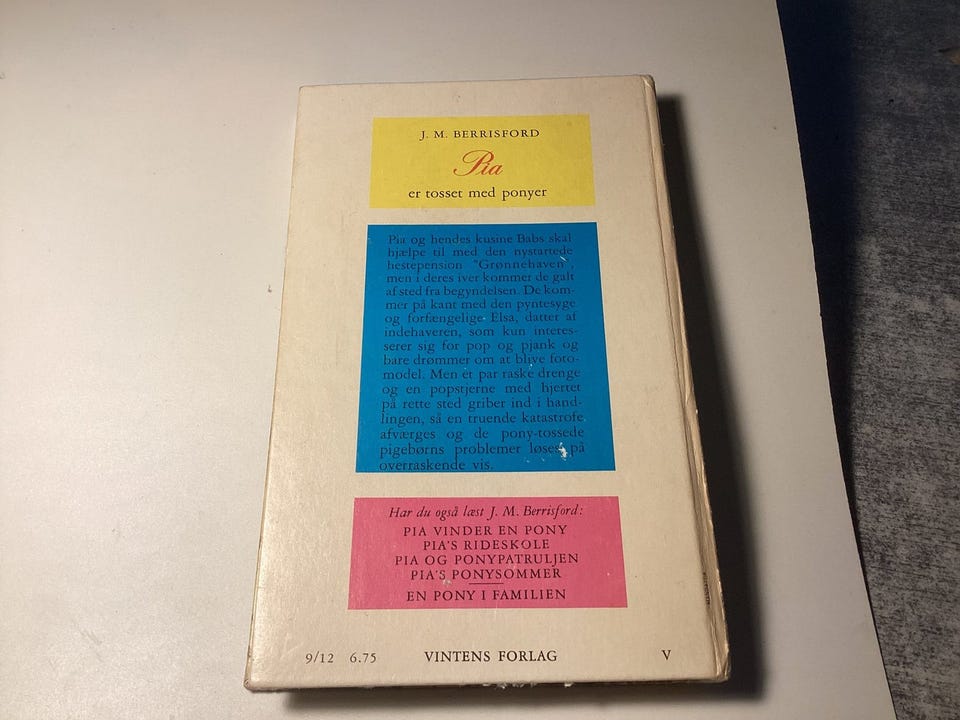 J. M. BERRISFORD
Pia
er tosset med ponyer
Pia og hendes kusine Babs skal
hjælpe til med den nystartede
hestepension "Grønnehaven",
men i deres iver kommer de galt
af sted fra begyndelsen. De kom-
mer på kant med den pyntesyge
og forfængelige Elsa, datter af
indehaveren, som kun interes-
serer sig for pop og pjank og
bare drømmer om at blive foto-
model. Men et par raske drenge
og en popstjerne med hjertet
på rette sted griber ind i hand-
lingen, så en truende katastrofe
afværges og de pony-tossede
pigebørns problemer løses på
overraskende vis.
Har du også læst J. M. Berrisford:
PIA VINDER EN PONY
PIA'S RIDESKOLE
PIA OG PONYPATRULJEN
PIA'S PONYSOMMER
EN PONY I FAMILIEN
9/12 6.75 VINTENS FORLAG V